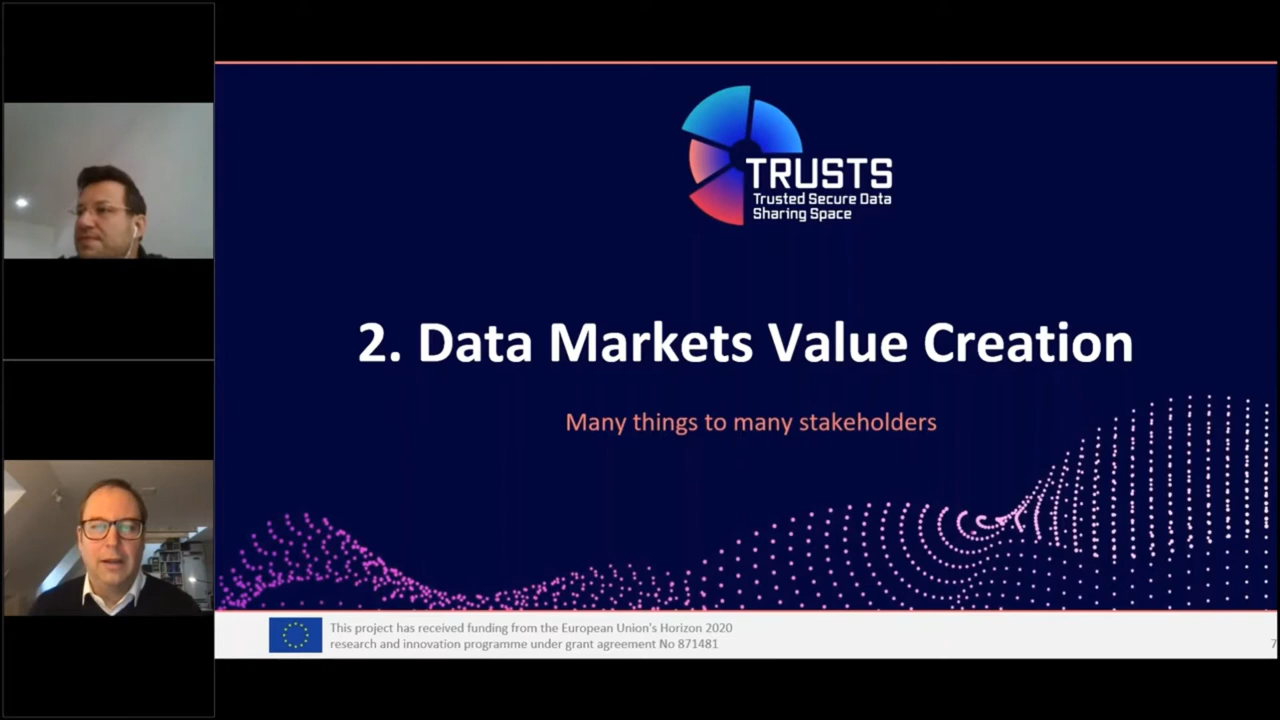 TRUSTS
Trusted Secure Data
Sharing Space
2. Data Markets Value Creation
Many things to many stakeholders
This project has received funding from the European Union's Horizon 2020
research and innovation programme under grant agreement No 871481
7